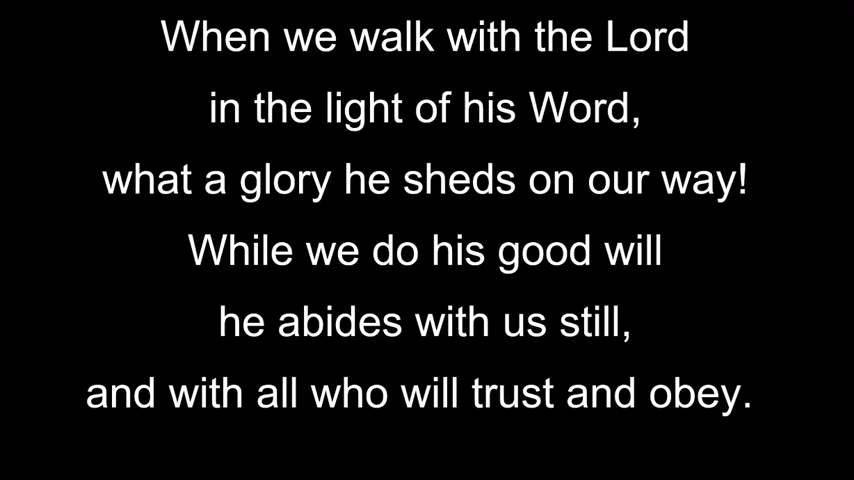 When we walk with the Lord
in the light of his Word,
what a glory he sheds on our way!
While we do his good will
he abides with us still,
and with all who will trust and obey.